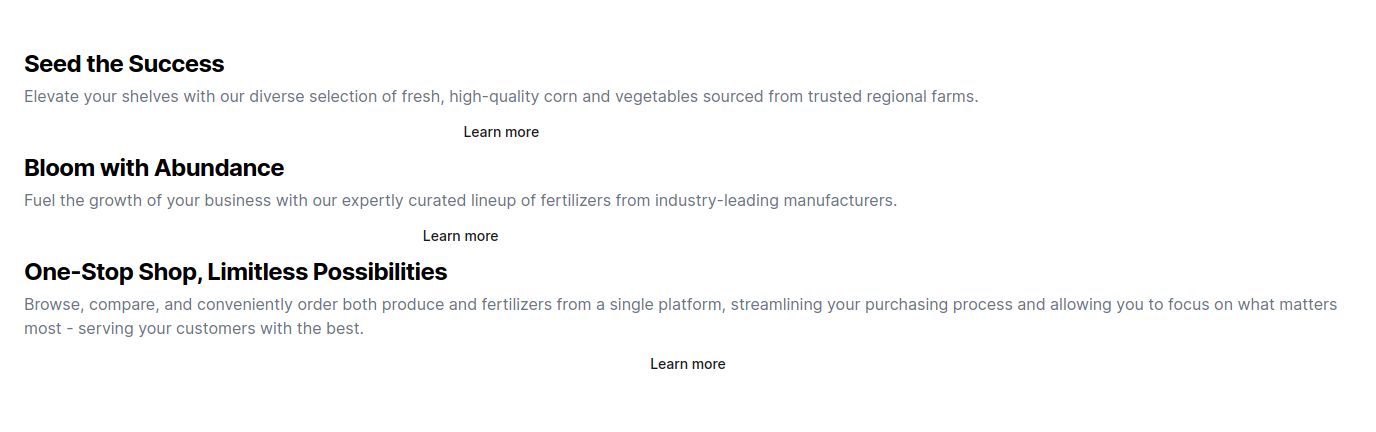 Seed the Success
Elevate your shelves with our diverse selection of fresh, high-quality corn and vegetables sourced from trusted regional farms.
Learn more
Bloom with Abundance
Fuel the growth of your business with our expertly curated lineup of fertilizers from industry-leading manufacturers.
Learn more
One-Stop Shop, Limitless Possibilities
Browse, compare, and conveniently order both produce and fertilizers from a single platform, streamlining your purchasing process and allowing you to focus on what matters
most - serving your customers with the best.
Learn more